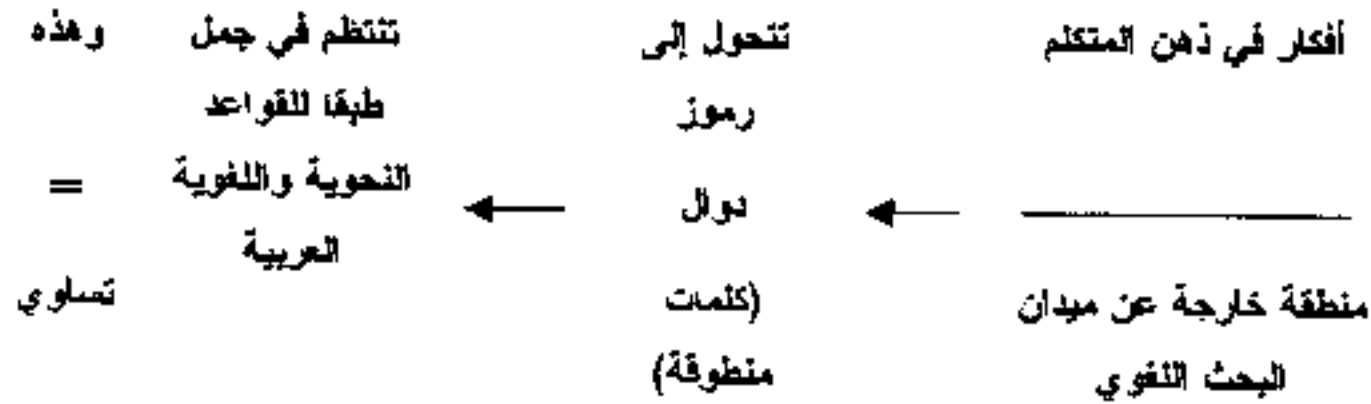 أفكار في ذهن المتكلم
منطقة خارجة عن ميدان
البحث اللغوي
تتحول إلى
رموز
دوال
(كلمات
منطوقة)
تنتظم في جمل
طبقا للقواعد
النحوية واللغوية
العربية
وهذه
=
تساوي